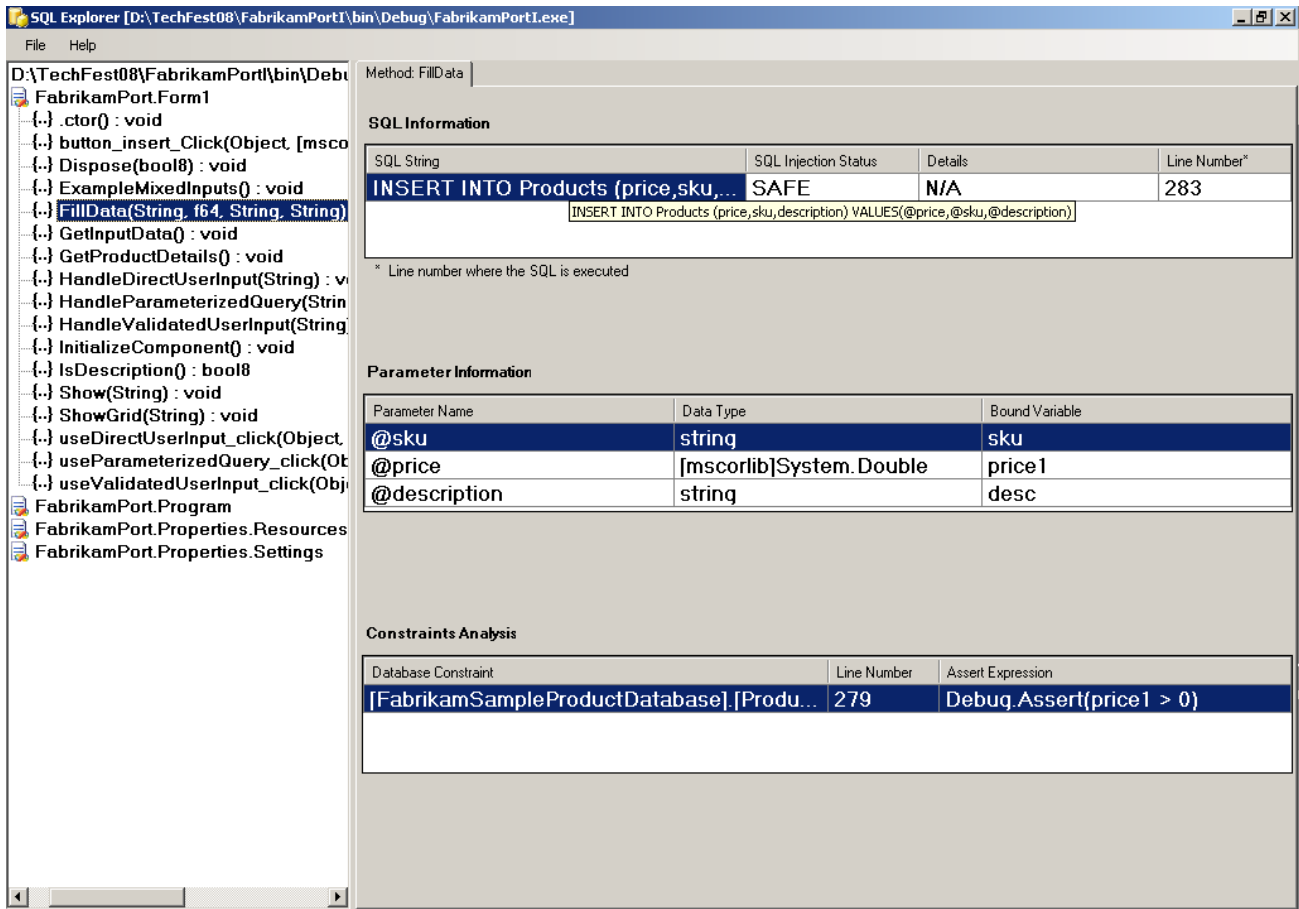 SQL Explorer [D:\TechFest08\FabrikamPortI\bin\Debug\FabrikamPortI.exe]
File Help
D:\TechFest08\FabrikamPortI\bin\Debu
FabrikamPort.Form1
{..} .ctor() : void
{..} button_insert_Click(Object, [msco
{..} Dispose(bool8) : void
{..} ExampleMixedInputs() : void
{..} FillData(String, f64, String, String)
{..} GetInputData() : void
{..} GetProductDetails() : void
{..} HandleDirectUserInput(String) : v
{..} HandleParameterizedQuery(Strin
{..} HandleValidatedUserInput(String)
{..} InitializeComponent() : void
{..} IsDescription() : bool8
{..} Show(String) : void
{..} ShowGrid(String) : void
{..} useDirectUserInput_click(Object,
{..} useParameterizedQuery_click(Ob
{..} useValidatedUserInput_click(Obj
FabrikamPort.Program
FabrikamPort.Properties.Resources
FabrikamPort.Properties.Settings
Method: FillData
SQL Information
SQL String SQL Injection Status Details Line Number*
INSERT INTO Products (price,sku,... SAFE N/A 283
INSERT INTO Products (price,sku,description) VALUES(@price,@sku,@description)
* Line number where the SQL is executed
Parameter Information
Parameter Name Data Type Bound Variable
@sku string sku
@price [mscorlib]System.Double price1
@description string desc
Constraints Analysis
Database Constraint Line Number Assert Expression
[FabrikamSampleProductDatabase].[Produ... 279 Debug.Assert(price1 > 0)